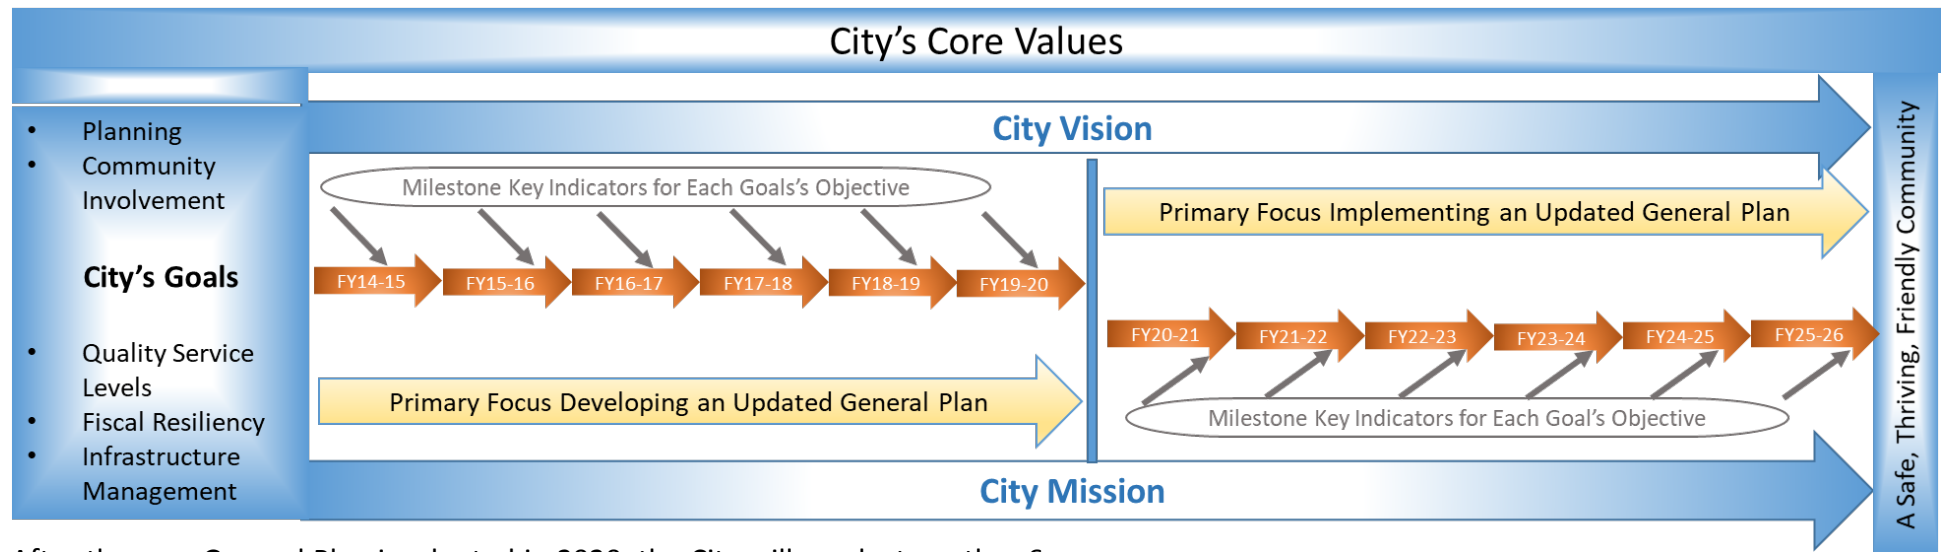 City's Core Values
• Planning
• Community
Involvement
City's Goals
• Quality Service
Levels
• Fiscal Resiliency
• Infrastructure
Management
City Vision
Milestone Key Indicators for Each Goals's Objective
FY14-15 FY15-16 FY16-17 FY17-18 FY18-19 FY19-20
Primary Focus Developing an Updated General Plan
Primary Focus Implementing an Updated General Plan
FY20-21 FY21-22 FY22-23 FY23-24 FY24-25 FY25-26
Milestone Key Indicators for Each Goal's Objective
City Mission
A Safe, Thriving, Friendly Community